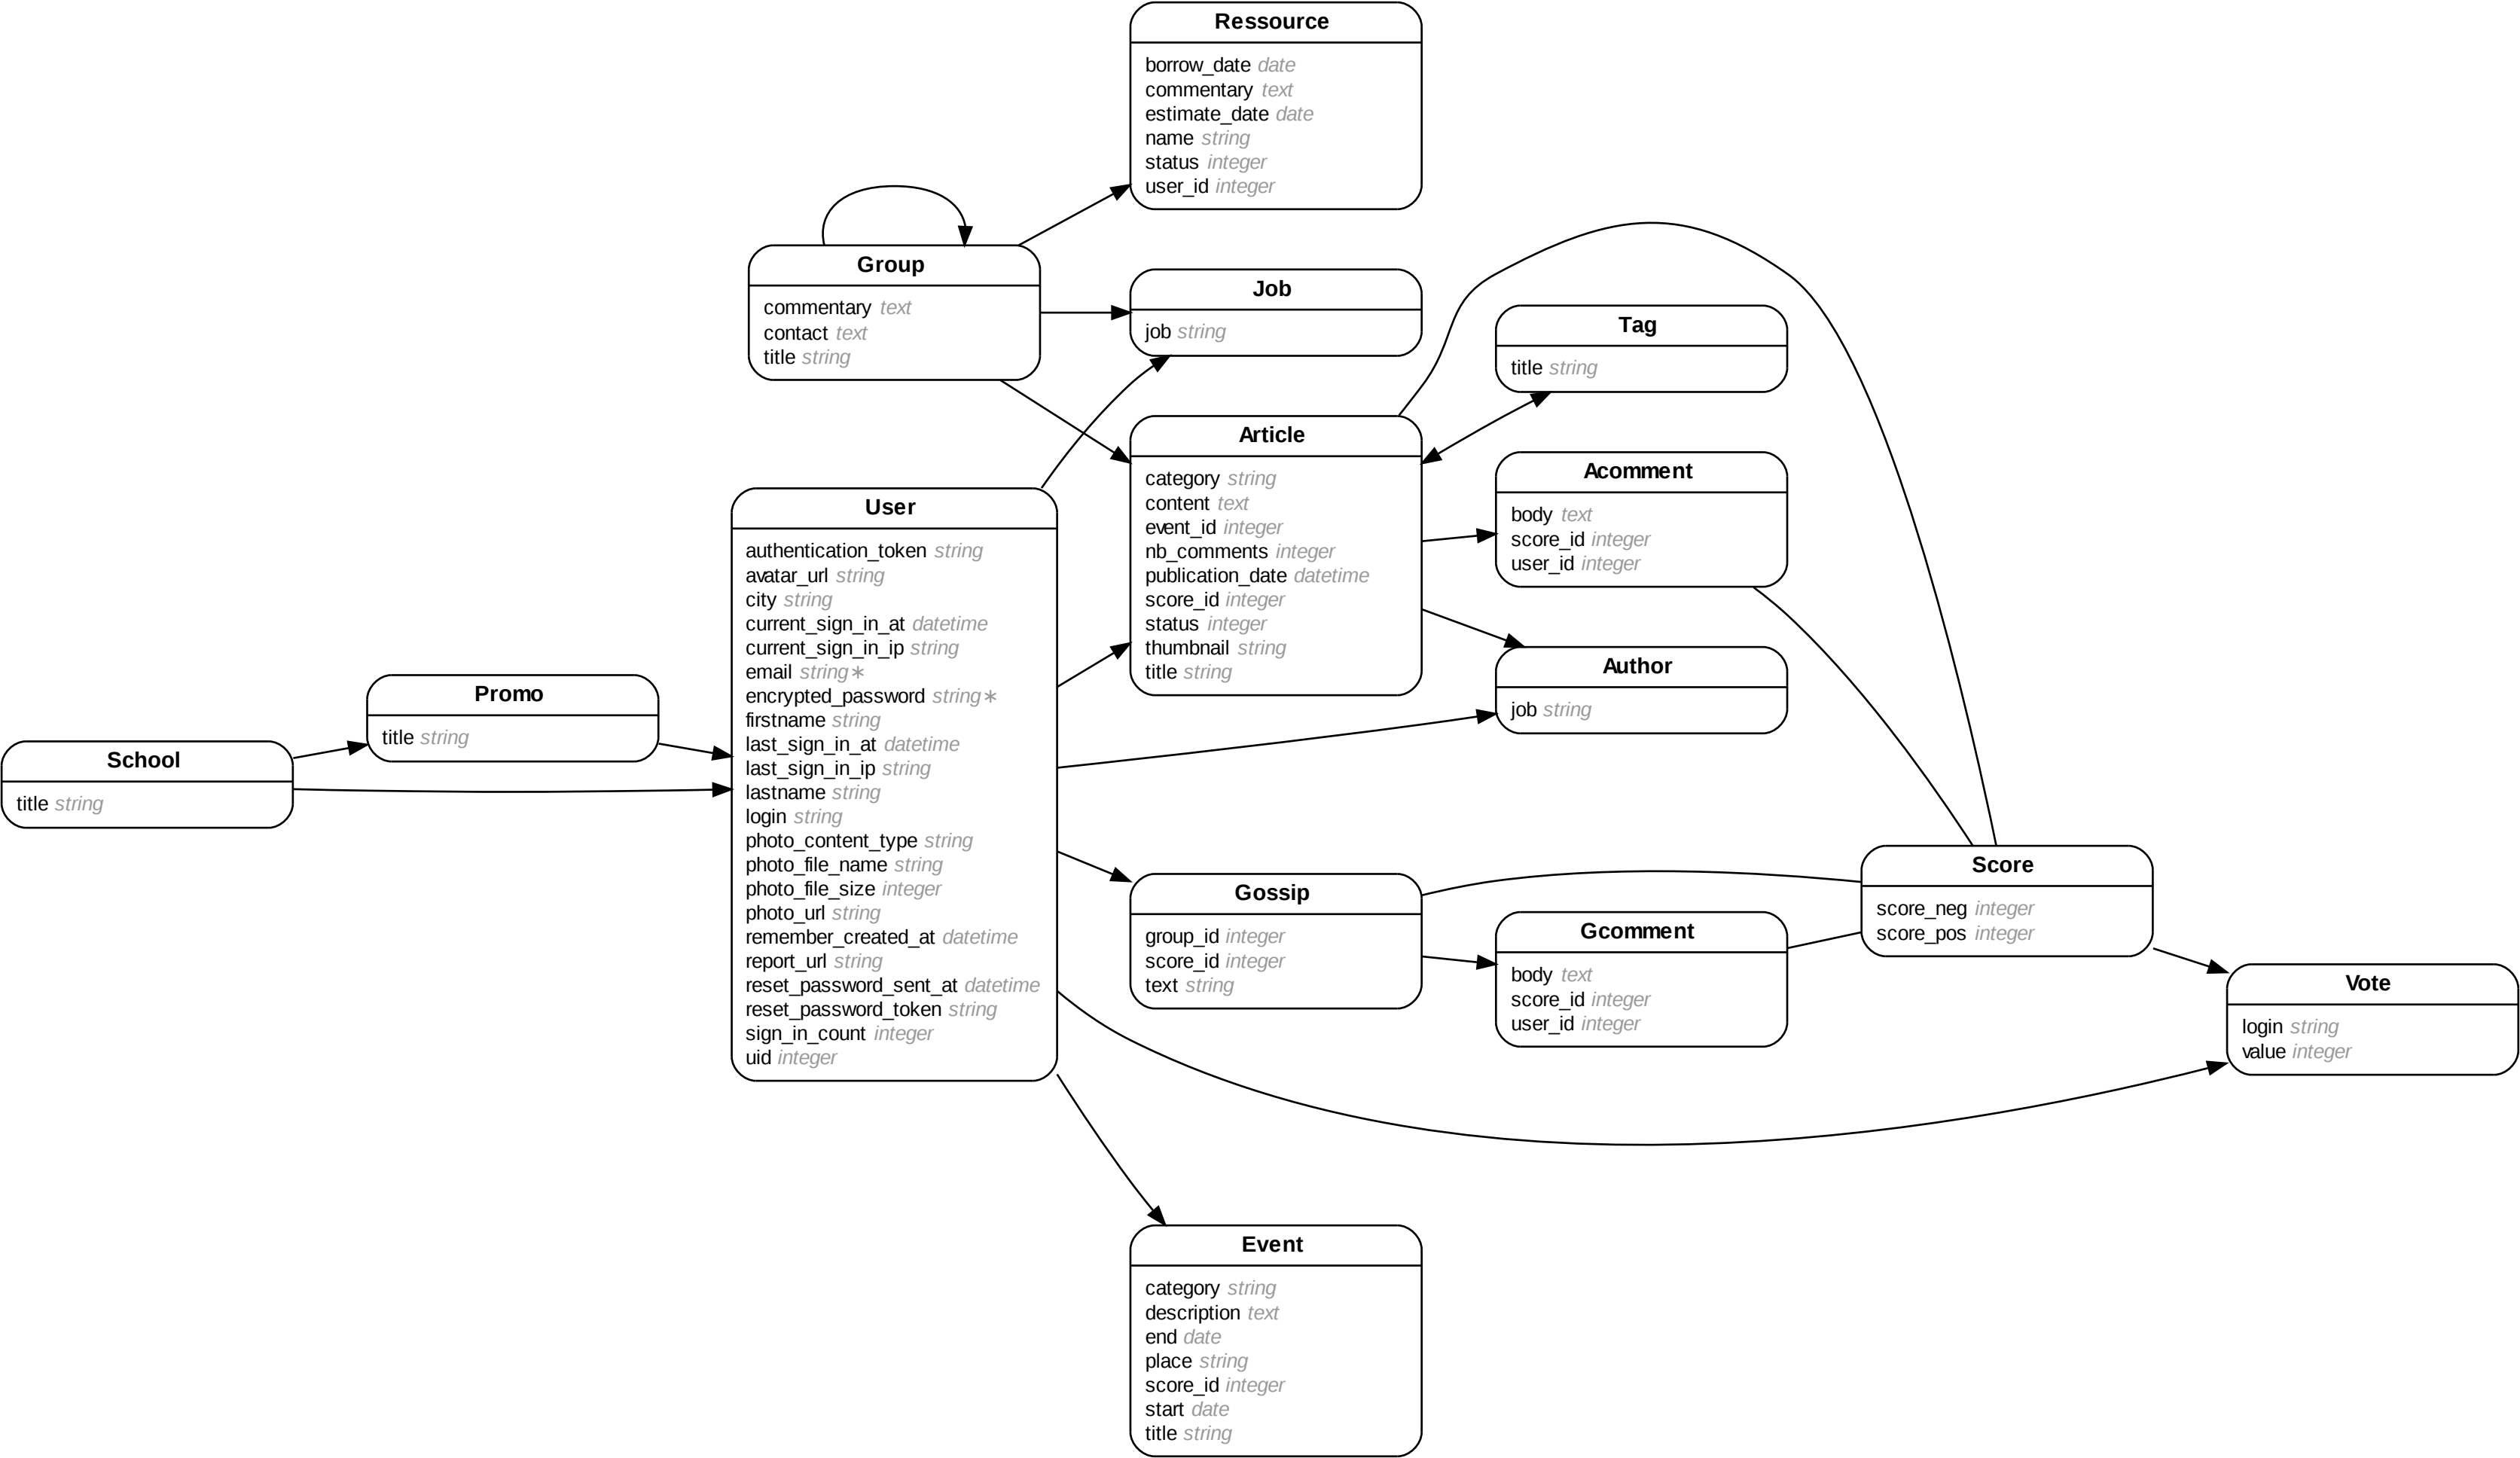 Ressource
borrow_date date
commentary text
estimate_date date
name string
status integer
user_id integer
Group
commentary text
contact text
title string
Job
job string
Tag
title string
Article
category string
content text
event_id integer
nb_comments integer
publication_date datetime
score_id integer
status integer
thumbnail string
title string
Acomment
body text
score_id integer
user_id integer
User
authentication_token string
avatar_url string
city string
current_sign_in_at datetime
current_sign_in_ip string
email string∗
encrypted_password string∗
firstname string
last_sign_in_at datetime
last_sign_in_ip string
lastname string
login string
photo_content_type string
photo_file_name string
photo_file_size integer
photo_url string
remember_created_at datetime
report_url string
reset_password_sent_at datetime
reset_password_token string
sign_in_count integer
uid integer
Author
job string
Promo
title string
School
title string
Score
score_neg integer
score_pos integer
Gossip
group_id integer
score_id integer
text string
Gcomment
body text
score_id integer
user_id integer
Vote
login string
value integer
Event
category string
description text
end date
place string
score_id integer
start date
title string